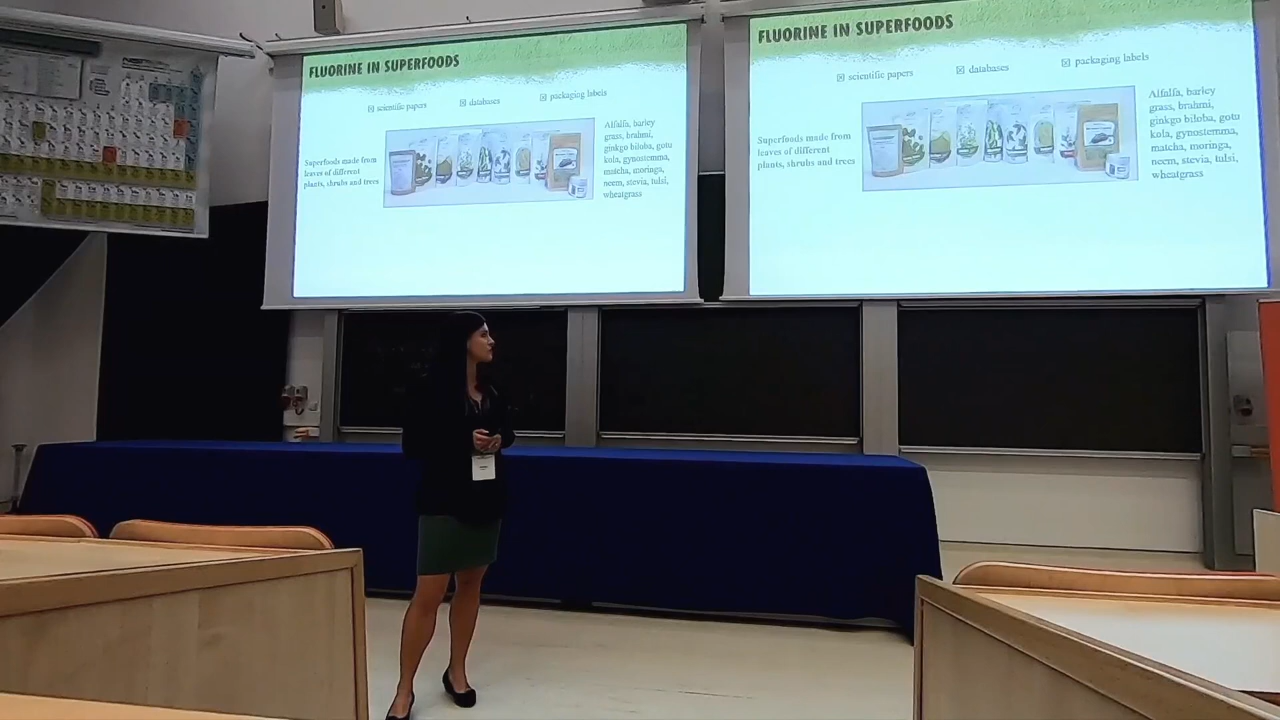 FLUORINE IN SUPERFOODS
☒ scientific papers ☒ databases ☒ packaging labels
Superfoods made from
leaves of different
plants, shrubs and trees
Alfalfa, barley
grass, brahmi,
ginkgo biloba, gotu
kola, gynostemma,
matcha, moringa,
neem, stevia, tulsi,
wheatgrass
FLUORINE IN SUPERFOODS
☒ scientific papers ☒ databases ☒ packaging labels
Superfoods made from
leaves of different
plants, shrubs and trees
Alfalfa, barley
grass, brahmi,
ginkgo biloba, gotu
kola, gynostemma,
matcha, moringa,
neem, stevia, tulsi,
wheatgrass